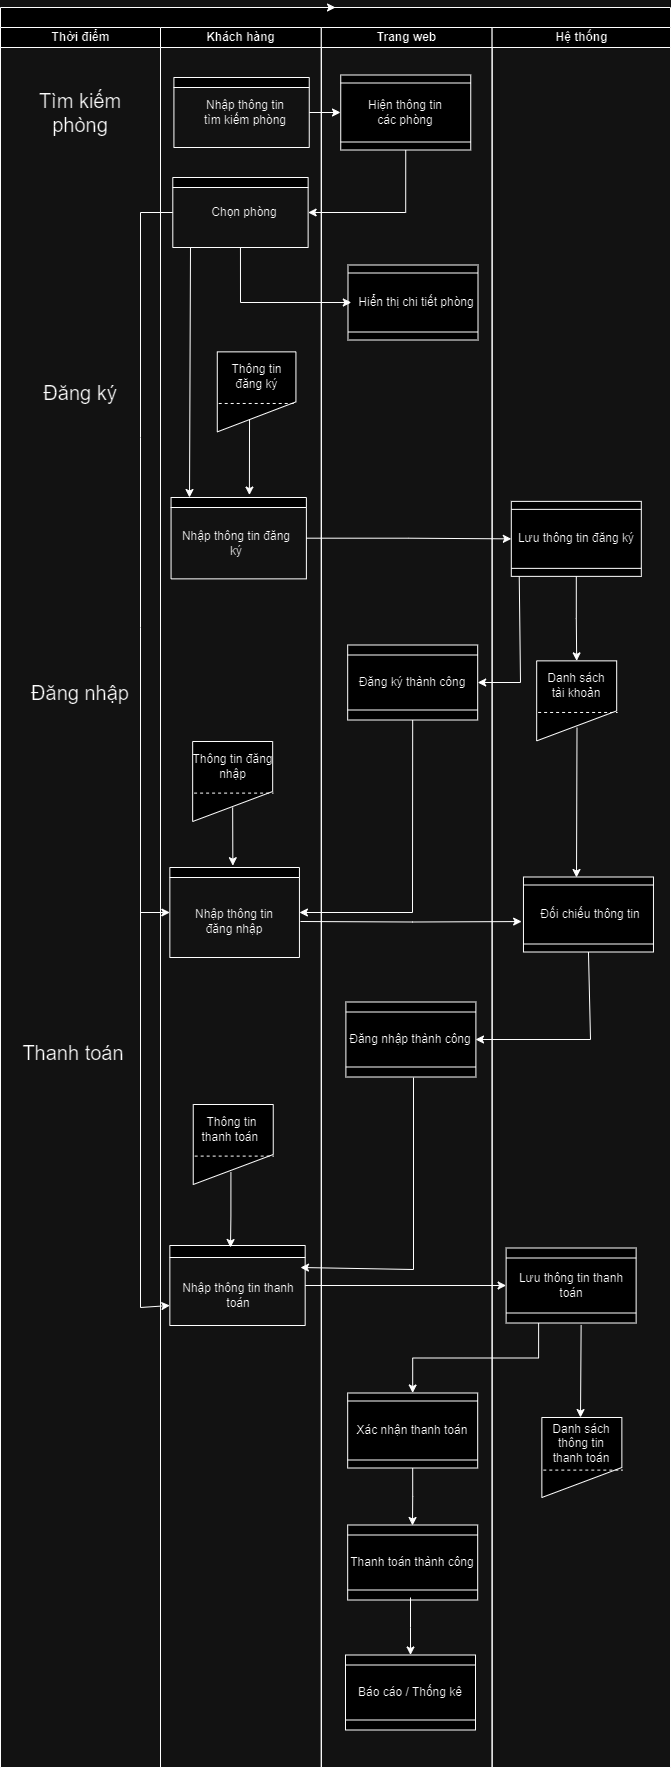 Thời điểm
Khách hàng
Trang web
Hệ thống
Tìm kiếm
phòng
Nhập thông tin
tìm kiếm phòng
Hiện thông tin
các phòng
Chọn phòng
Hiển thị chi tiết phòng
Đăng ký
Thông tin
đăng ký
Nhập thông tin đăng
ký
Lưu thông tin đăng ký
Đăng nhập
Đăng ký thành công
Danh sách
tài khoản
Thông tin đăng
nhập
Nhập thông tin
đăng nhập
Đối chiếu thông tin
Thanh toán
Đăng nhập thành công
Thông tin
thanh toán
Nhập thông tin thanh
toán
Lưu thông tin thanh
toán
Xác nhận thanh toán
Danh sách
thông tin
thanh toán
Thanh toán thành công
Báo cáo / Thống kê